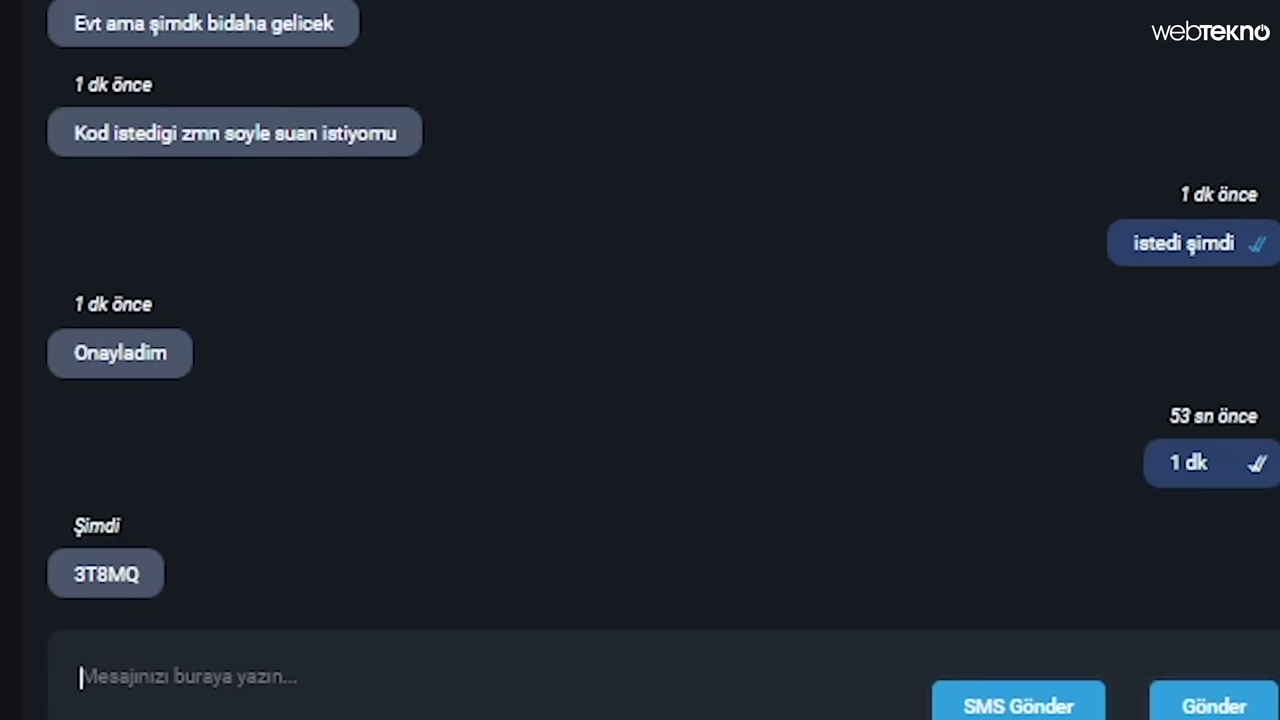 webTEKNO
Evt ama şimdk bidaha gelicek
1 dk önce
Kod istedigi zmn soyle suan istiyomu
1 dk önce
istedi şimdi
1 dk önce
Onayladim
53 sn önce
1 dk
Şimdi
3T8MQ
Mesajınızı buraya yazın...
SMS Gönder
Gönder